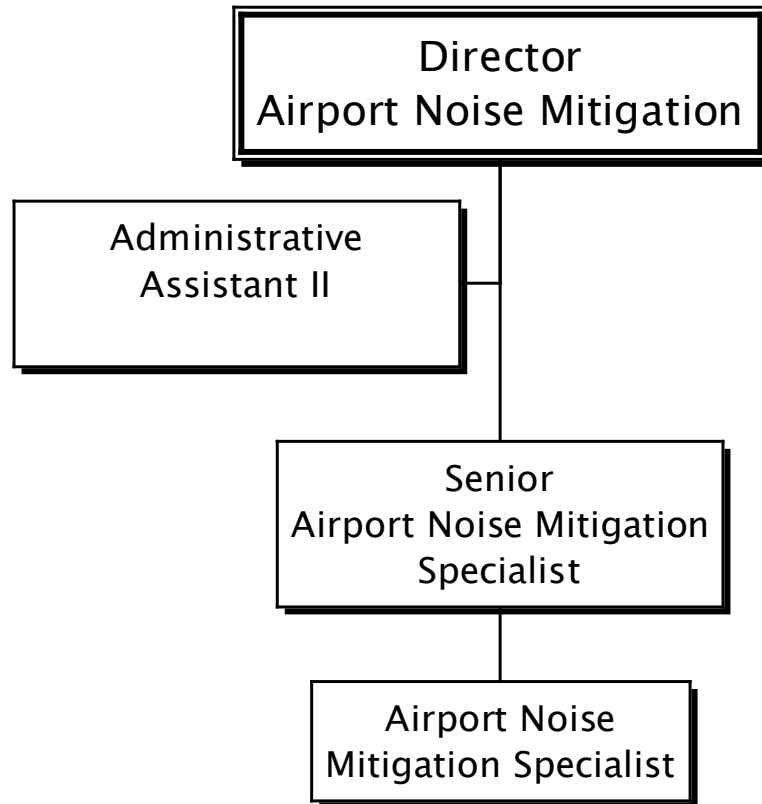 Director
Airport Noise Mitigation
Administrative
Assistant II
Senior
Airport Noise Mitigation
Specialist
Airport Noise
Mitigation Specialist